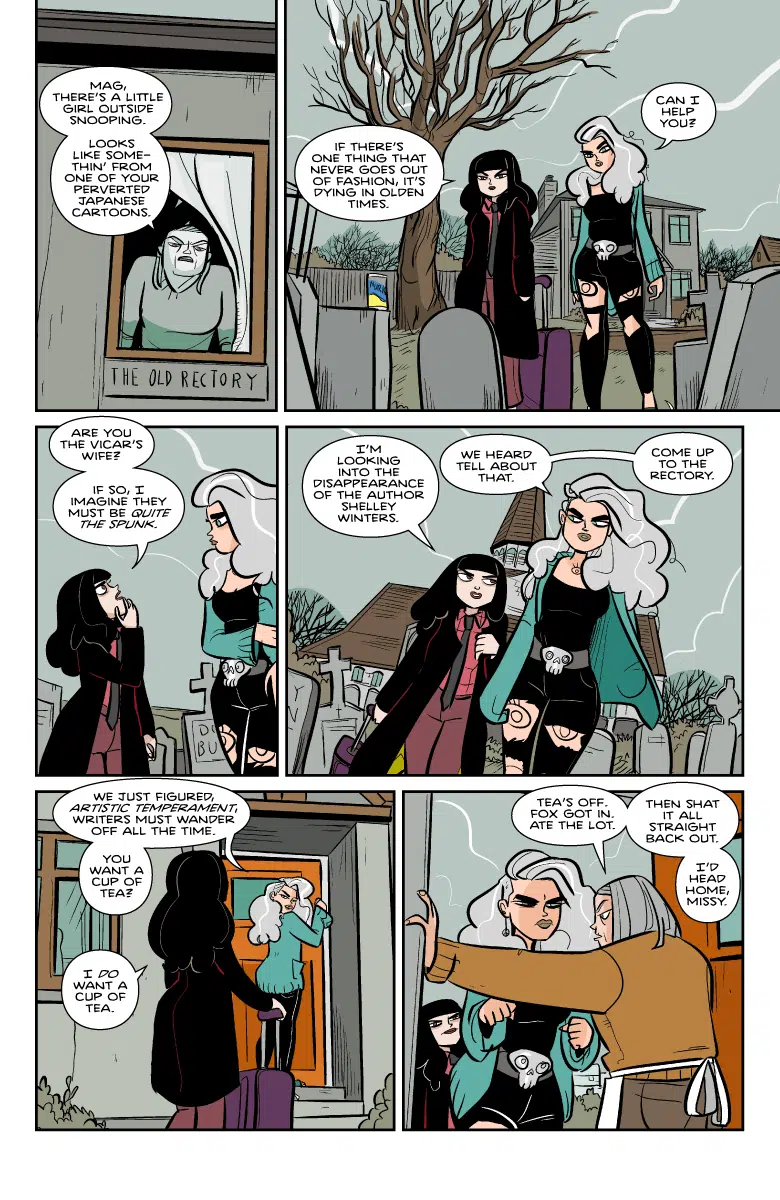 MAG,
THERE'S A LITTLE
GIRL OUTSIDE
SNOOPING.
LOOKS
LIKE SOME-
THIN' FROM
ONE OF YOUR
PERVERTED
JAPANESE
CARTOONS.
THE OLD RECTORY
IF THERE'S
ONE THING THAT
NEVER GOES OUT
OF FASHION, IT'S
DYING IN OLDEN
TIMES.
CAN I
HELP
YOU?
ARE YOU
THE VICAR'S
WIFE?
IF SO, I
IMAGINE THEY
MUST BE QUITE
THE SPUNK.
I'M
LOOKING
INTO THE
DISAPPEARANCE
OF THE AUTHOR
SHELLEY
WINTERS.
WE HEARD
TELL ABOUT
THAT.
COME UP
TO THE
RECTORY.
WE JUST FIGURED,
ARTISTIC TEMPERAMENT,
WRITERS MUST WANDER
OFF ALL THE TIME.
YOU
WANT A
CUP OF
TEA?
I DO
WANT A
CUP OF
TEA.
TEA'S OFF.
FOX GOT IN.
ATE THE LOT.
THEN SHAT
IT ALL
STRAIGHT
BACK OUT.
I'D
HEAD
HOME,
MISSY.